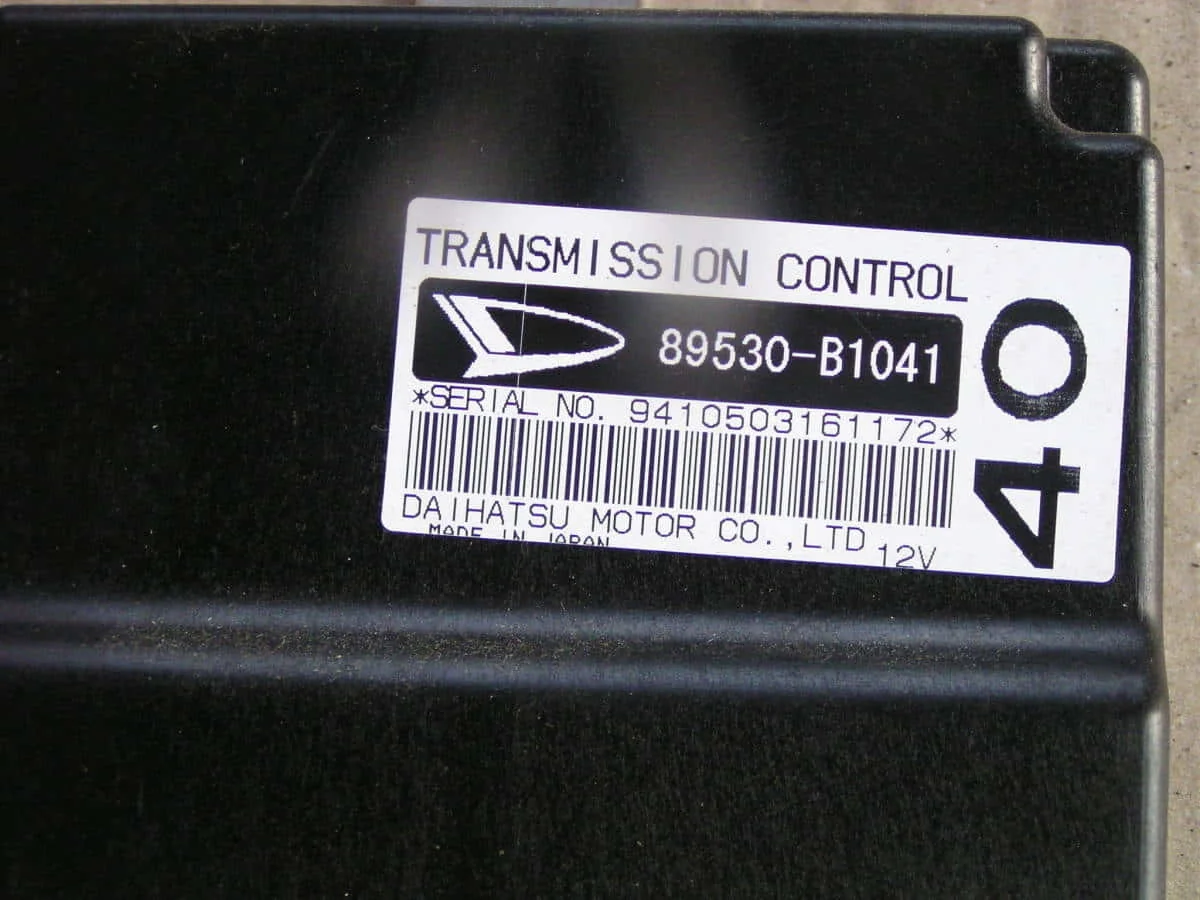 TRANSMISSION CONTROL
89530-B1041
*SERIAL NO. 9410503161172*
DAIHATSU MOTOR CO.,LTD
MADE IN JAPAN
12V
40